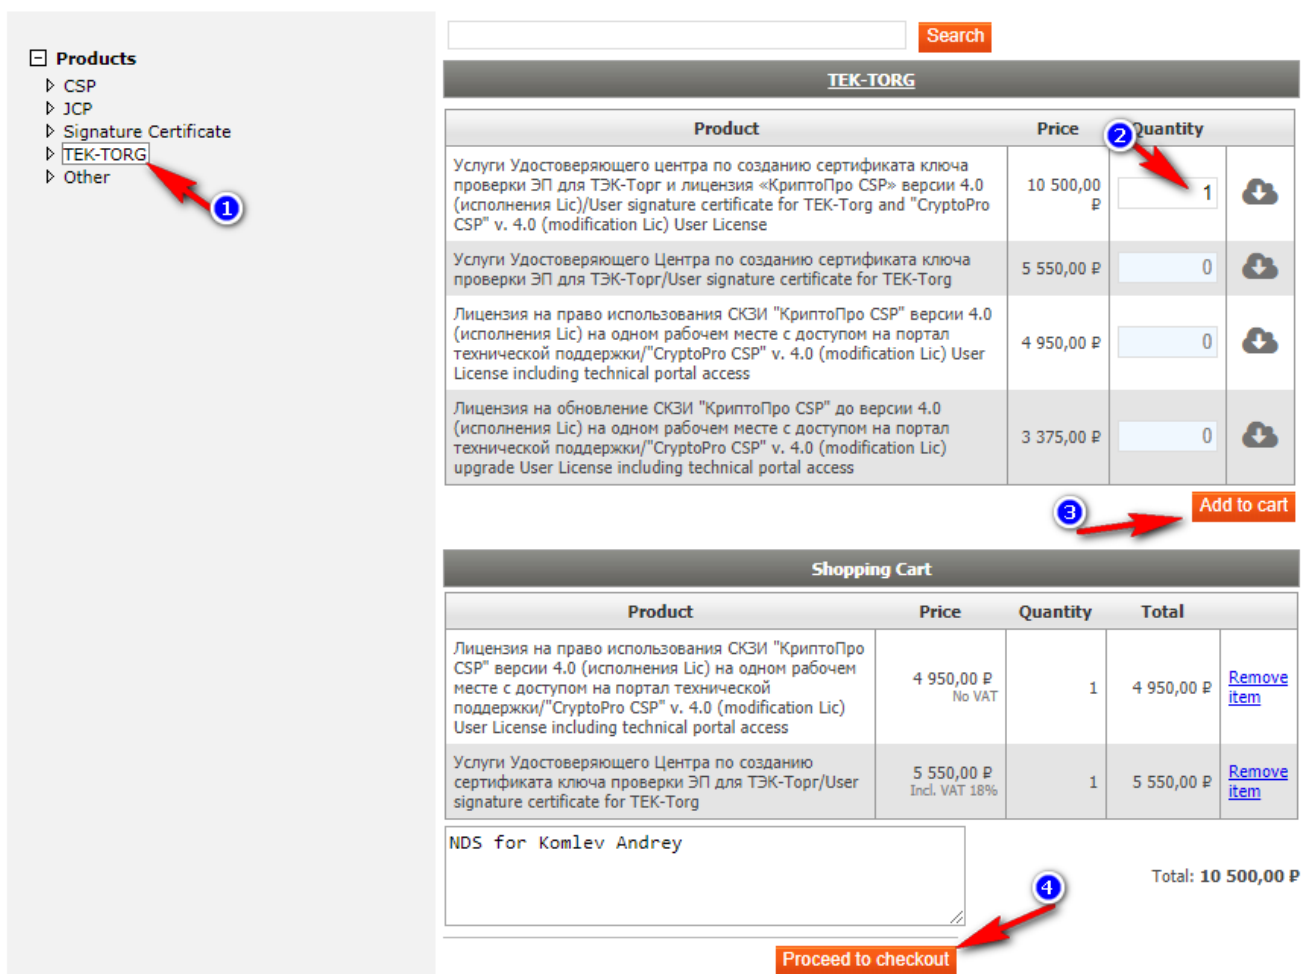 Search
Products
CSP
JCP
Signature Certificate
TEK-TORG
Other
1
TEK-TORG
Product Price Quantity
2
Услуги Удостоверяющего центра по созданию сертификата ключа
проверки ЭП для ТЭК-Торг и лицензия «КриптоПро CSP» версии 4.0
(исполнения Lic)/User signature certificate for TEK-Torg and "CryptoPro
CSP" v. 4.0 (modification Lic) User License
10 500,00
₽
1
Услуги Удостоверяющего Центра по созданию сертификата ключа
проверки ЭП для ТЭК-Торг/User signature certificate for TEK-Torg
5 550,00 ₽
0
Лицензия на право использования СКЗИ "КриптоПро CSP" версии 4.0
(исполнения Lic) на одном рабочем месте с доступом на портал
технической поддержки/"CryptoPro CSP" v. 4.0 (modification Lic) User
License including technical portal access
4 950,00 ₽
0
Лицензия на обновление СКЗИ "КриптоПро CSP" до версии 4.0
(исполнения Lic) на одном рабочем месте с доступом на портал
технической поддержки/"CryptoPro CSP" v. 4.0 (modification Lic)
upgrade User License including technical portal access
3 375,00 ₽
0
3
Add to cart
Shopping Cart
Product Price Quantity Total
Лицензия на право использования СКЗИ "КриптоПро
CSP" версии 4.0 (исполнения Lic) на одном рабочем
месте с доступом на портал технической
поддержки/"CryptoPro CSP" v. 4.0 (modification Lic)
User License including technical portal access
4 950,00 ₽
No VAT
1
4 950,00 ₽
Remove
item
Услуги Удостоверяющего Центра по созданию
сертификата ключа проверки ЭП для ТЭК-Торг/User
signature certificate for TEK-Torg
5 550,00 ₽
Incl. VAT 18%
1
5 550,00 ₽
Remove
item
NDS for Komlev Andrey
4
Total: 10 500,00 ₽
Proceed to checkout